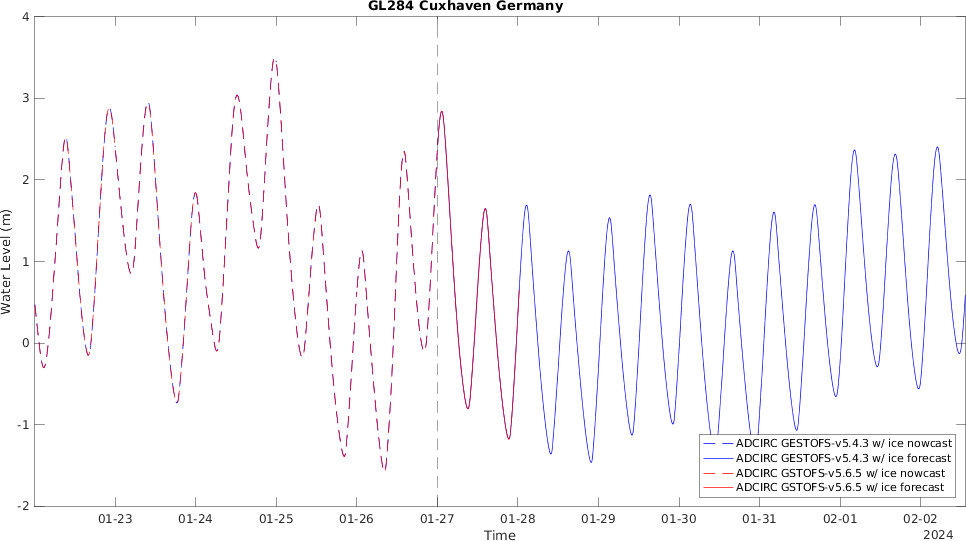 GL284 Cuxhaven Germany
4
3
2
1
0
-1
-2
Water Level (m)
01-23 01-24 01-25 01-26 01-27 01-28 01-29 01-30 01-31 02-01 02-02
Time
2024
ADCIRC GESTOFS-v5.4.3 w/ ice nowcast
ADCIRC GESTOFS-v5.4.3 w/ ice forecast
ADCIRC GSTOFS-v5.6.5 w/ ice nowcast
ADCIRC GSTOFS-v5.6.5 w/ ice forecast